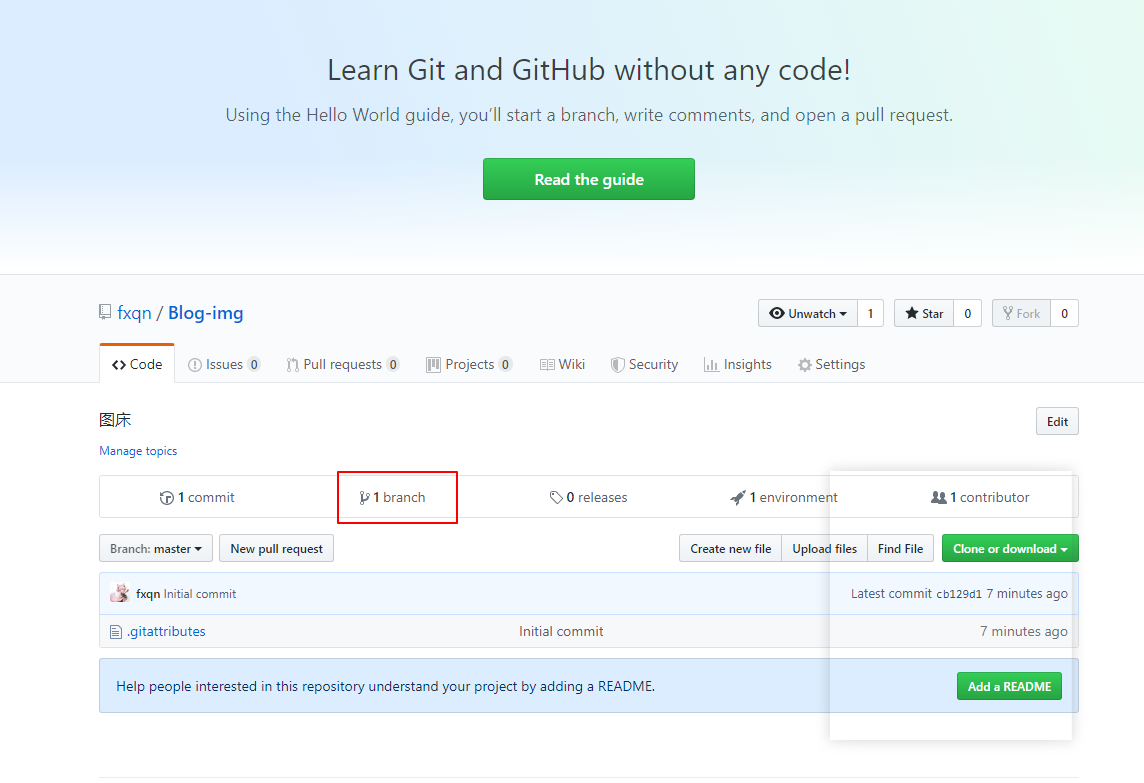 Learn Git and GitHub without any code!
Using the Hello World guide, you'll start a branch, write comments, and open a pull request.
Read the guide
fxqn / Blog-img
Unwatch 1 Star 0 Fork 0
Code Issues 0 Pull requests 0 Projects 0 Wiki Security Insights Settings
图床 Edit
Manage topics
1 commit 1 branch 0 releases 1 environment 1 contributor
Branch: master New pull request Create new file Upload files Find File Clone or download
fxqn Initial commit Latest commit cb129d1 7 minutes ago
.gitattributes Initial commit 7 minutes ago
Help people interested in this repository understand your project by adding a README. Add a README